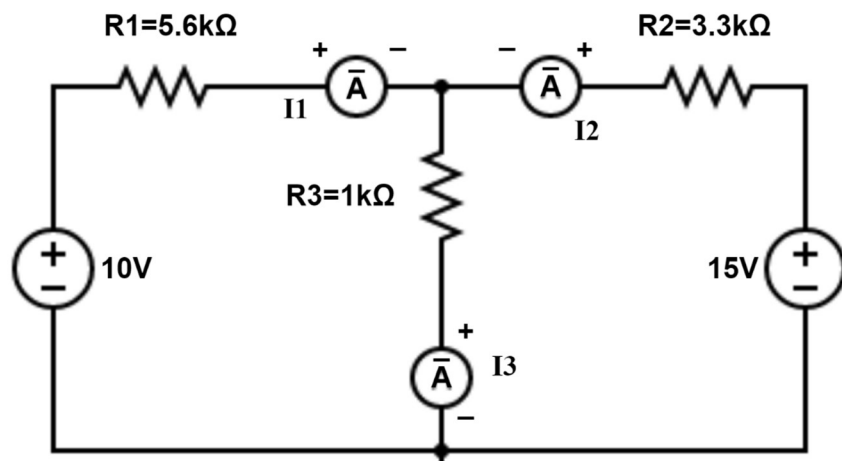 R1=5.6kΩ
R2=3.3kΩ
+ − − +
A A
I1
I2
R3=1kΩ
+ −
10V
15V
+ −
+
A
I3
−